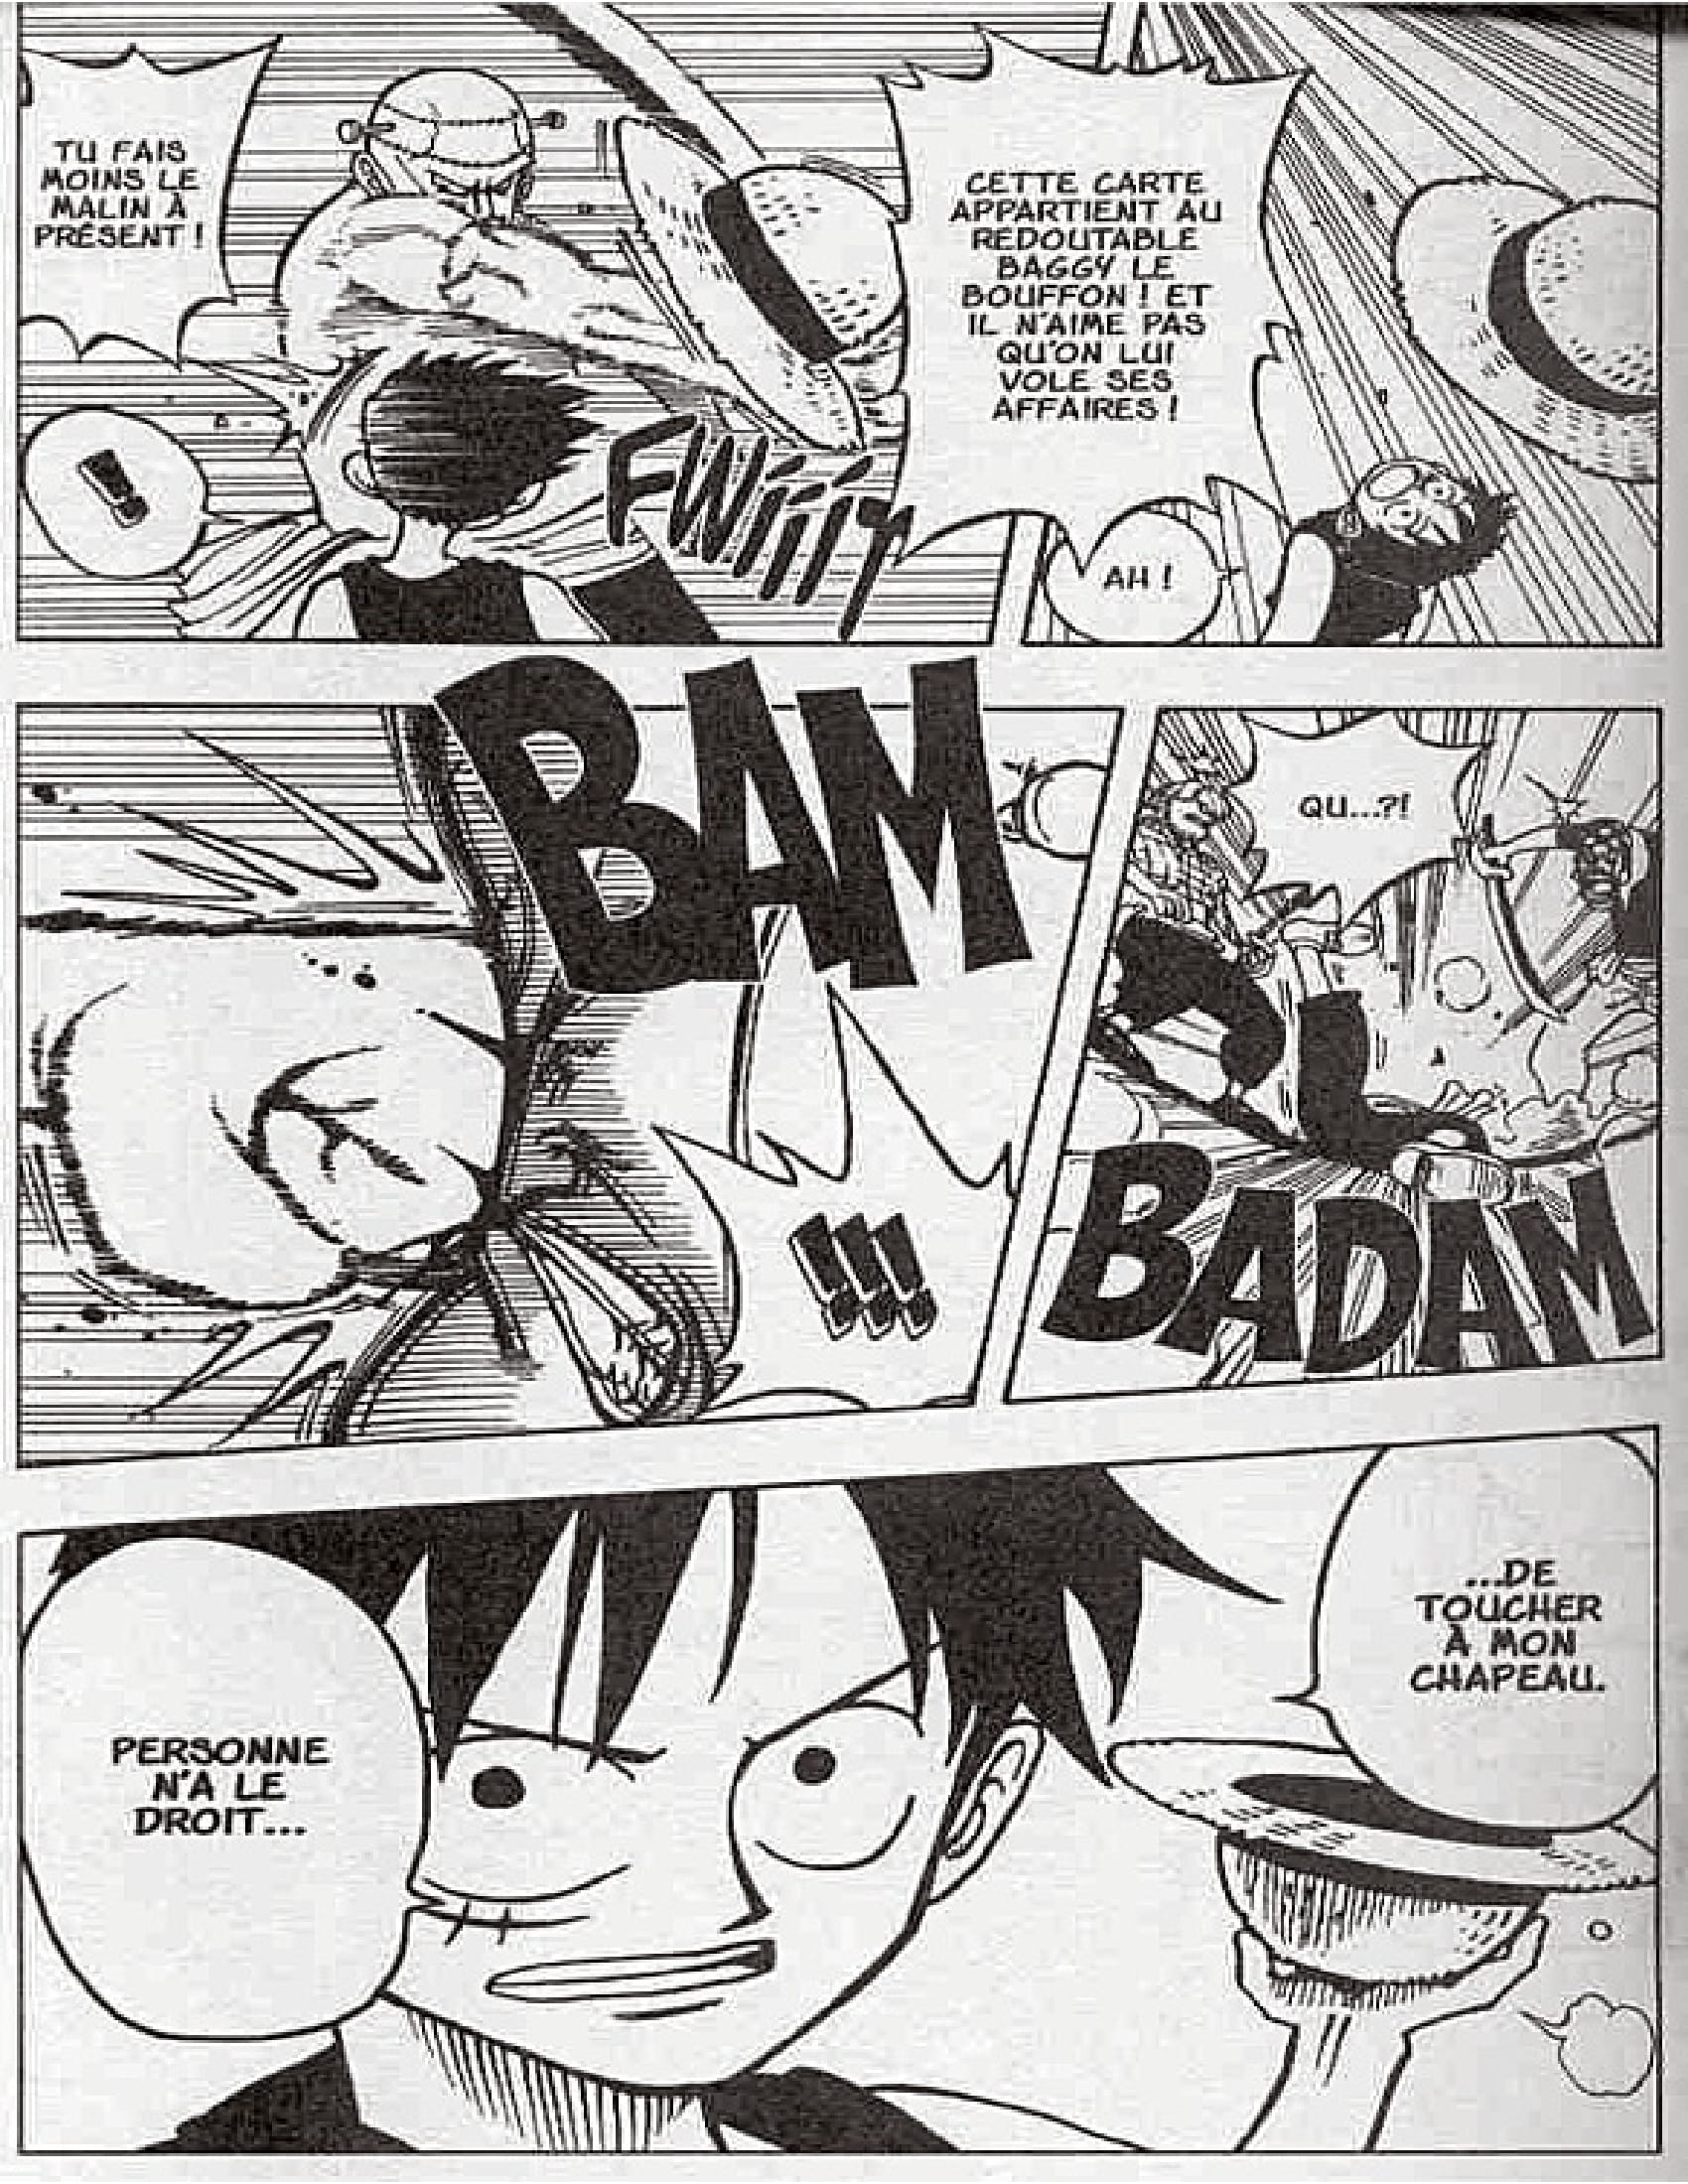 TU FAIS
MOINS LE
MALIN À
PRÉSENT !
!
FWIIIT
CETTE CARTE
APPARTIENT AU
REDOUTABLE
BAGGY LE
BOUFFON ! ET
IL N'AIME PAS
QU'ON LUI
VOLE SES
AFFAIRES !
AH !
BAM
!!!
QU...?!
BADAM
PERSONNE
N'A LE
DROIT...
...DE
TOUCHER
À MON
CHAPEAU.